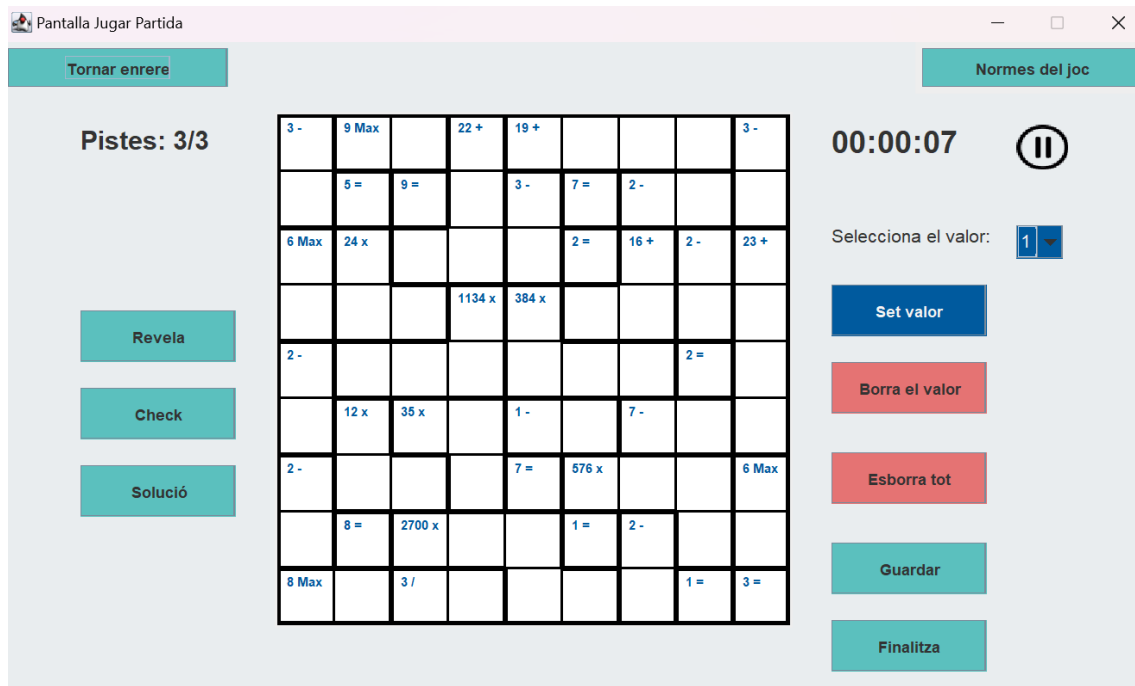 Pantalla Jugar Partida
Tornar enrere
Normes del joc
Pistes: 3/3
00:00:07
Selecciona el valor:
1
Revela
Check
Solució
Set valor
Borra el valor
Esborra tot
Guardar
Finalitza
3 - 9 Max 22 + 19 + 3 -
5 = 9 = 3 - 7 = 2 -
6 Max 24 x 2 = 16 + 2 - 23 +
1134 x 384 x
2 - 2 =
12 x 35 x 1 - 7 -
2 - 7 = 576 x 6 Max
8 = 2700 x 1 = 2 -
8 Max 3 / 1 = 3 =